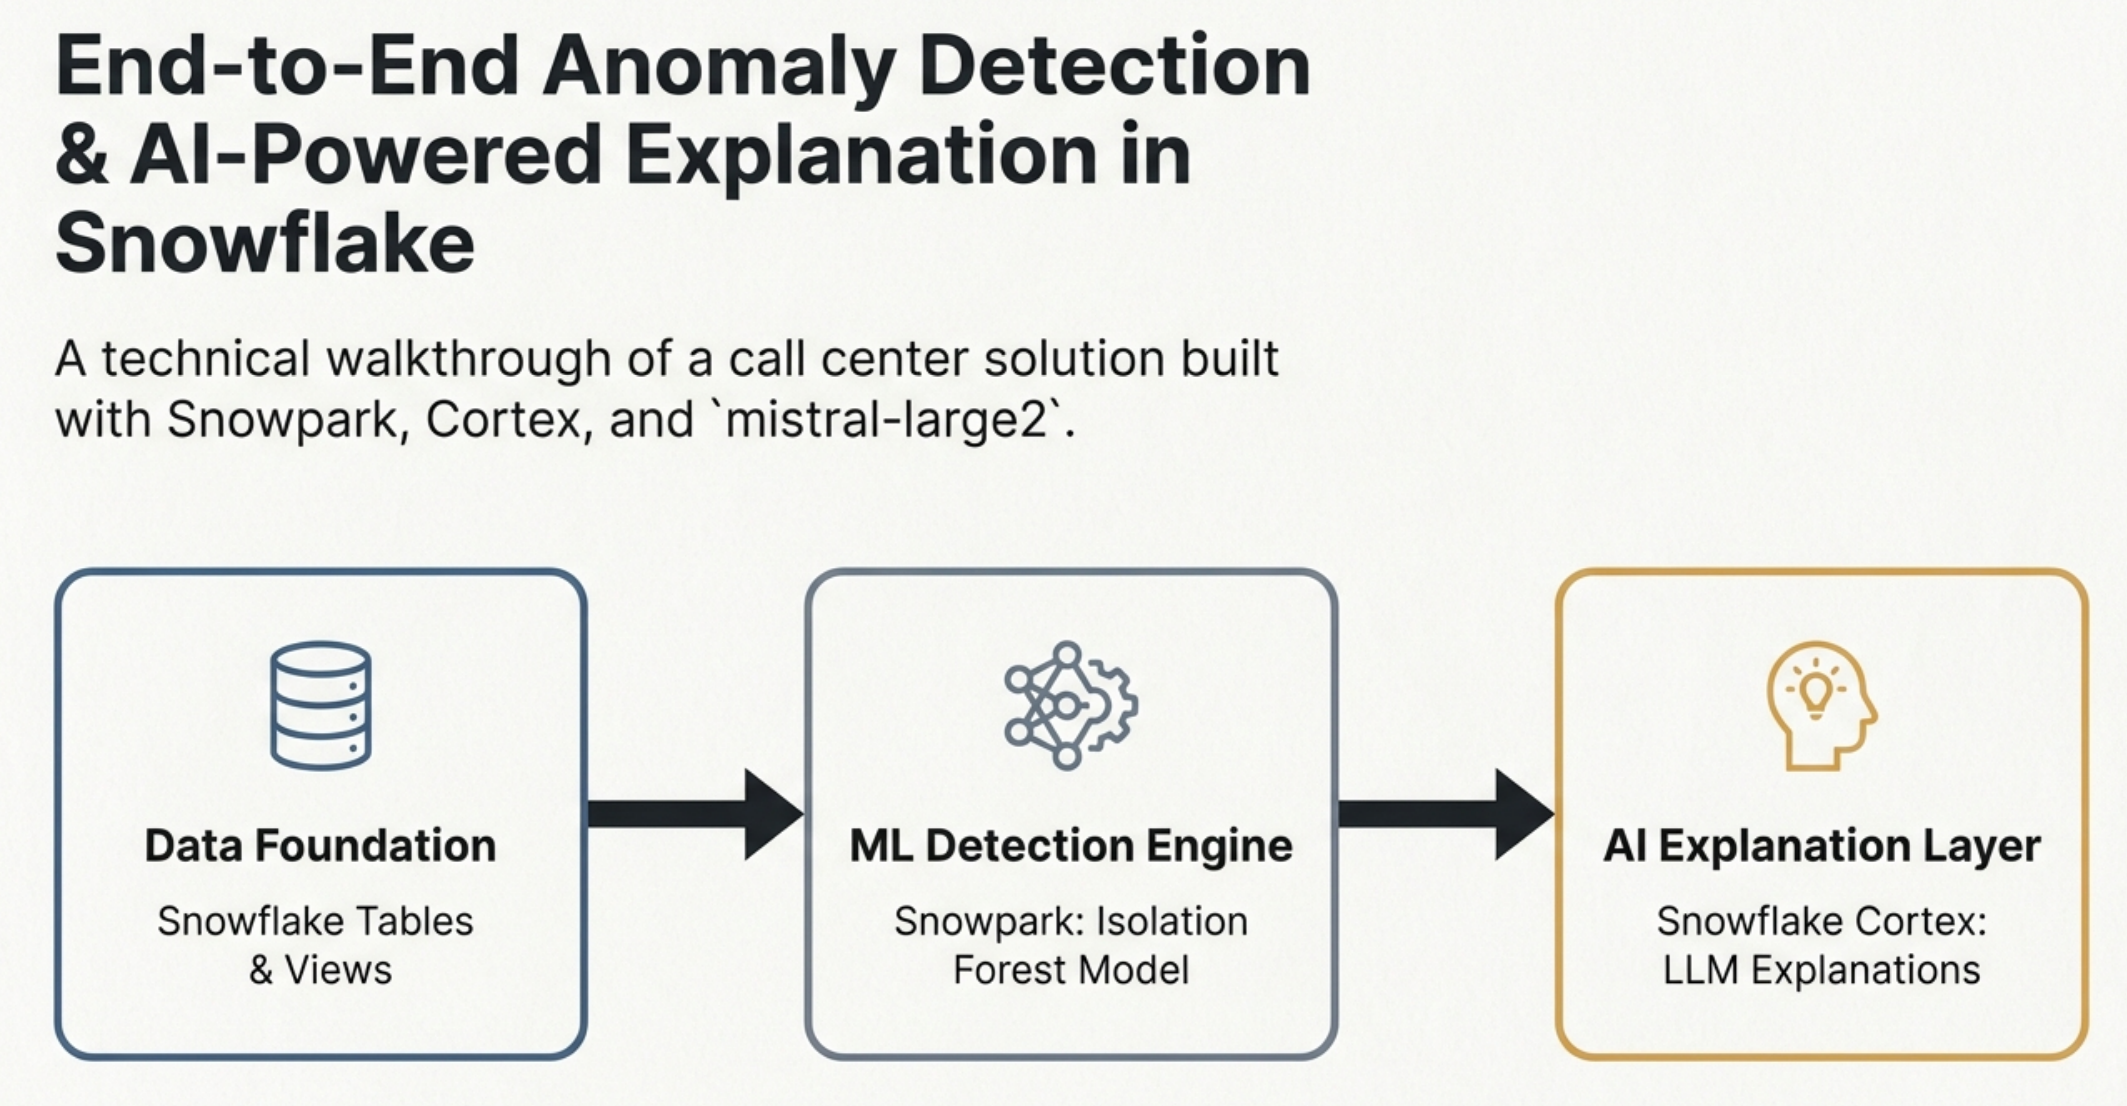 End-to-End Anomaly Detection
& AI-Powered Explanation in
Snowflake
A technical walkthrough of a call center solution built
with Snowpark, Cortex, and `mistral-large2`.
Data Foundation
Snowflake Tables
& Views
ML Detection Engine
Snowpark: Isolation
Forest Model
AI Explanation Layer
Snowflake Cortex:
LLM Explanations